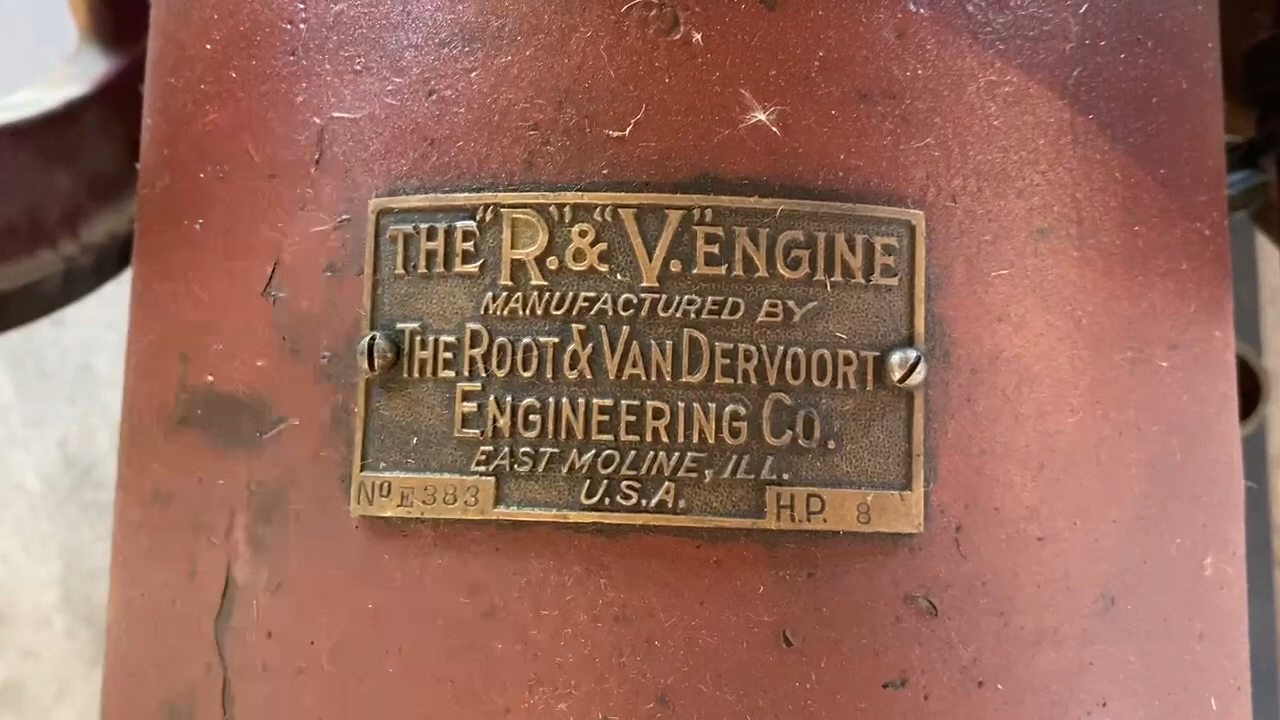 THE "R." & "V." ENGINE
MANUFACTURED BY
THE ROOT & VAN DERVOORT
ENGINEERING CO.
EAST MOLINE, ILL.
U.S.A.
No E383
H.P. 8